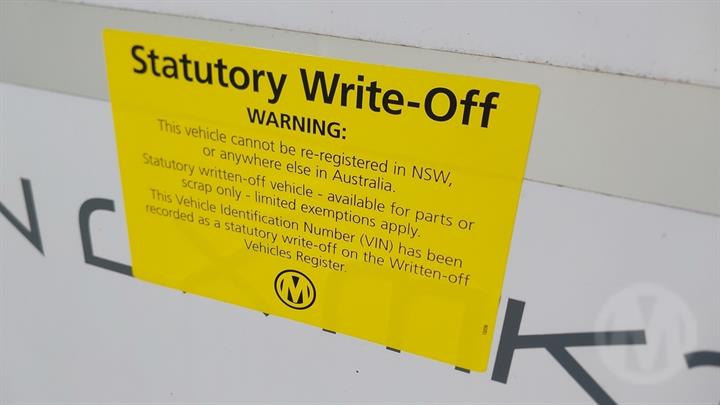 Statutory Write-Off
WARNING:
This vehicle cannot be re-registered in NSW,
or anywhere else in Australia.
Statutory written-off vehicle - available for parts or
scrap only - limited exemptions apply.
This Vehicle Identification Number (VIN) has been
recorded as a statutory write-off on the Written-off
Vehicles Register.
M
M